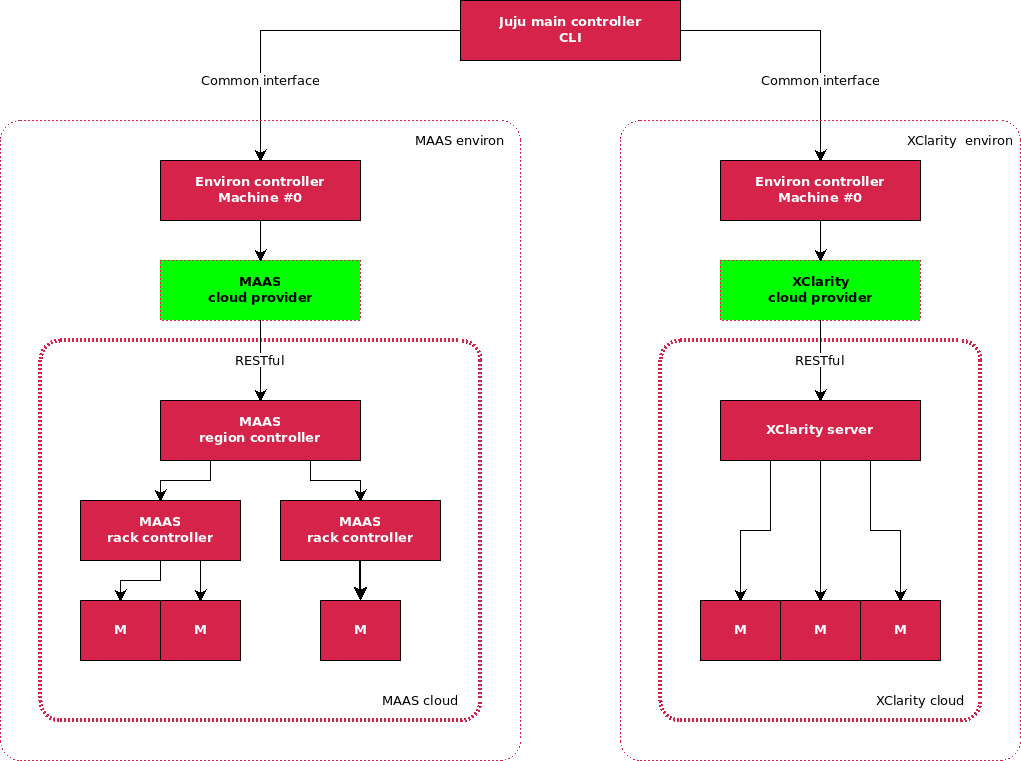 Juju main controller
CLI
Common interface
Common interface
MAAS environ
XClarity  environ
Environ controller
Machine #0
Environ controller
Machine #0
MAAS
cloud provider
XClarity
cloud provider
RESTful
RESTful
MAAS
region controller
XClarity server
MAAS
rack controller
MAAS
rack controller
M
M
M
M
M
M
MAAS cloud
XClarity cloud